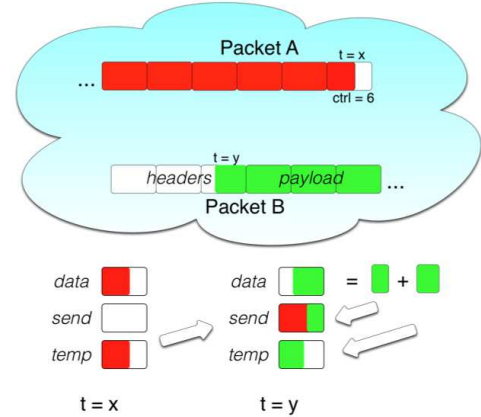 Packet A
t = x
...
ctrl = 6
t = y
headers payload ...
Packet B
data data = +
send send
temp temp
t = x t = y